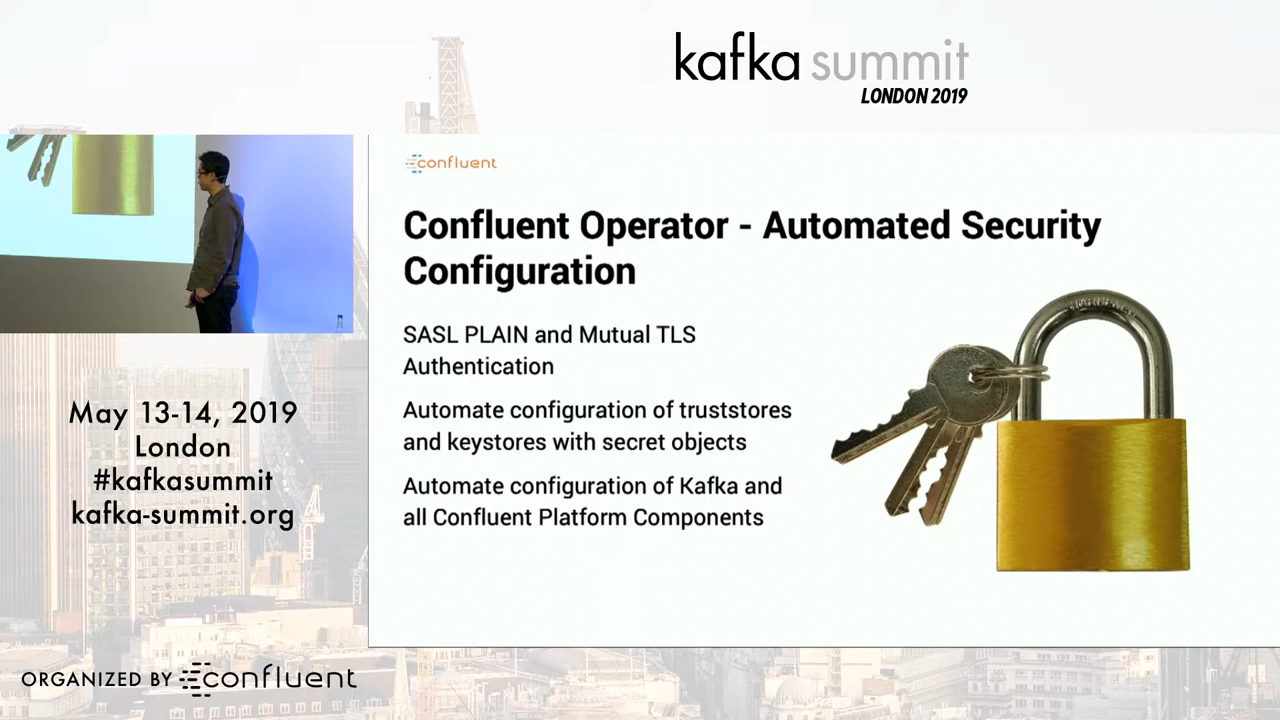 kafka summit
LONDON 2019
confluent
Confluent Operator - Automated Security
Configuration
SASL PLAIN and Mutual TLS
Authentication
Automate configuration of truststores
and keystores with secret objects
Automate configuration of Kafka and
all Confluent Platform Components
May 13-14, 2019
London
#kafkasummit
kafka-summit.org
ORGANIZED BY confluent